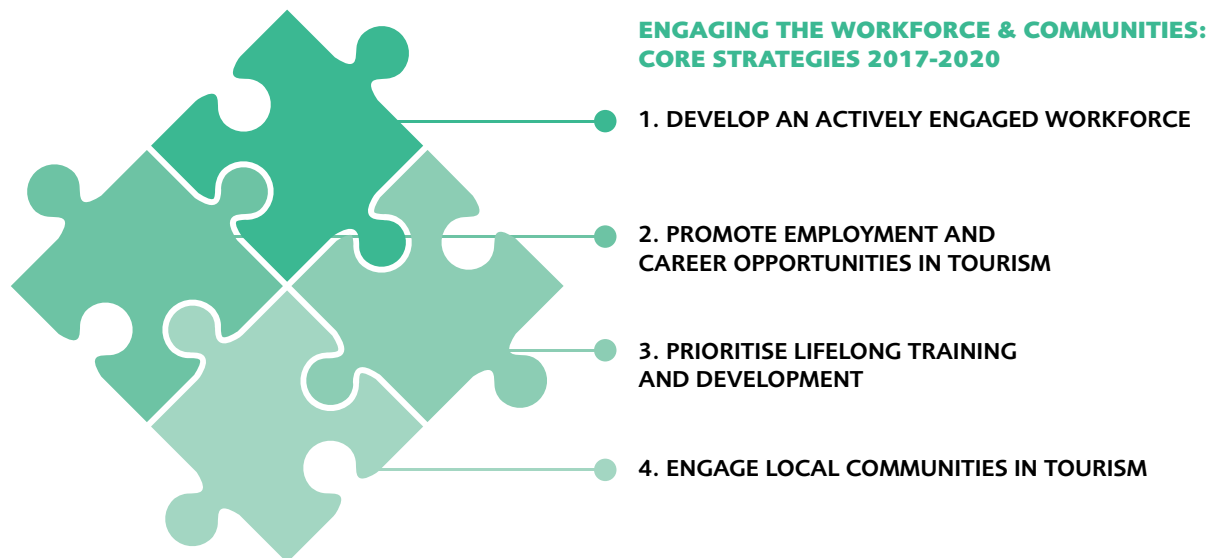 ENGAGING THE WORKFORCE & COMMUNITIES:
CORE STRATEGIES 2017-2020
1. DEVELOP AN ACTIVELY ENGAGED WORKFORCE
2. PROMOTE EMPLOYMENT AND
CAREER OPPORTUNITIES IN TOURISM
3. PRIORITISE LIFELONG TRAINING
AND DEVELOPMENT
4. ENGAGE LOCAL COMMUNITIES IN TOURISM